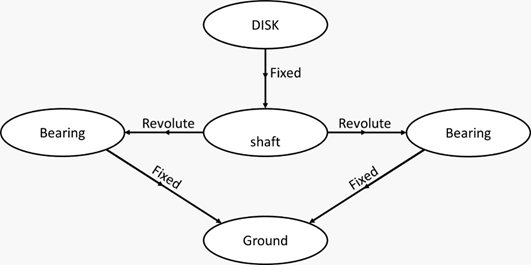 DISK
Fixed
Bearing
Revolute
shaft
Revolute
Bearing
Fixed
Fixed
Ground